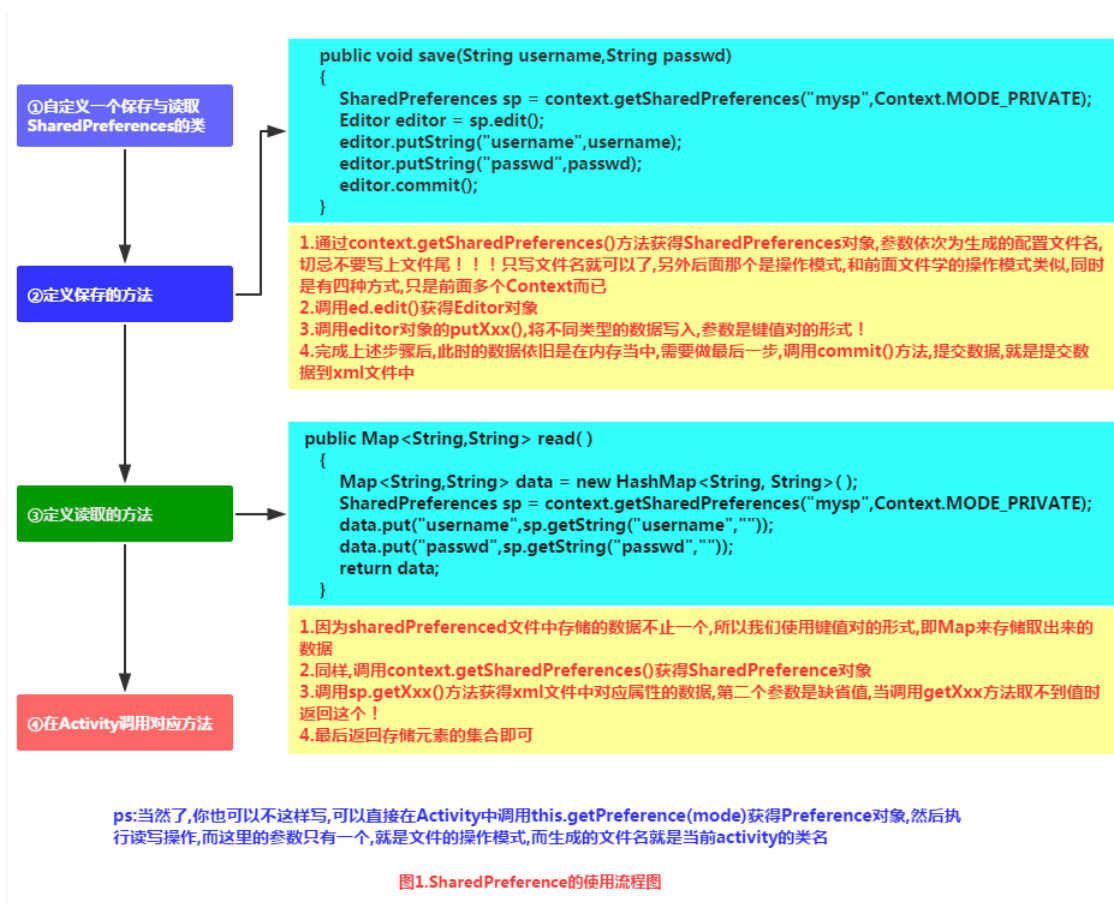 ①自定义一个保存与读取
SharedPreferences的类
public void save(String username,String passwd)
{
SharedPreferences sp = context.getSharedPreferences("mysp",Context.MODE_PRIVATE);
Editor editor = sp.edit();
editor.putString("username",username);
editor.putString("passwd",passwd);
editor.commit();
}
②定义保存的方法
1.通过context.getSharedPreferences()方法获得SharedPreferences对象,参数依次为生成的配置文件名,
切忌不要写上文件尾！！！只写文件名就可以了,另外后面那个是操作模式,和前面文件学的操作模式类似,同时
是有四种方式,只是前面多个Context而已
2.调用ed.edit()获得Editor对象
3.调用editor对象的putXxx(),将不同类型的数据写入,参数是键值对的形式！
4.完成上述步骤后,此时的数据依旧是在内存当中,需要做最后一步,调用commit()方法,提交数据,就是提交数
据到xml文件中
③定义读取的方法
public Map<String,String> read( )
{
Map<String,String> data = new HashMap<String, String>( );
SharedPreferences sp = context.getSharedPreferences("mysp",Context.MODE_PRIVATE);
data.put("username",sp.getString("username",""));
data.put("passwd",sp.getString("passwd",""));
return data;
}
1.因为sharedPreferenced文件中存储的数据不止一个,所以我们使用键值对的形式,即Map来存储取出来的
数据
2.同样,调用context.getSharedPreferences()获得SharedPreference对象
3.调用sp.getXxx()方法获得xml文件中对应属性的数据,第二个参数是缺省值,当调用getXxx方法取不到值时
返回这个！
4.最后返回存储元素的集合即可
④在Activity调用对应方法
ps:当然了,你也可以不这样写,可以直接在Activity中调用this.getPreference(mode)获得Preference对象,然后执
行读写操作,而这里的参数只有一个,就是文件的操作模式,而生成的文件名就是当前activity的类名
图1.SharedPreference的使用流程图